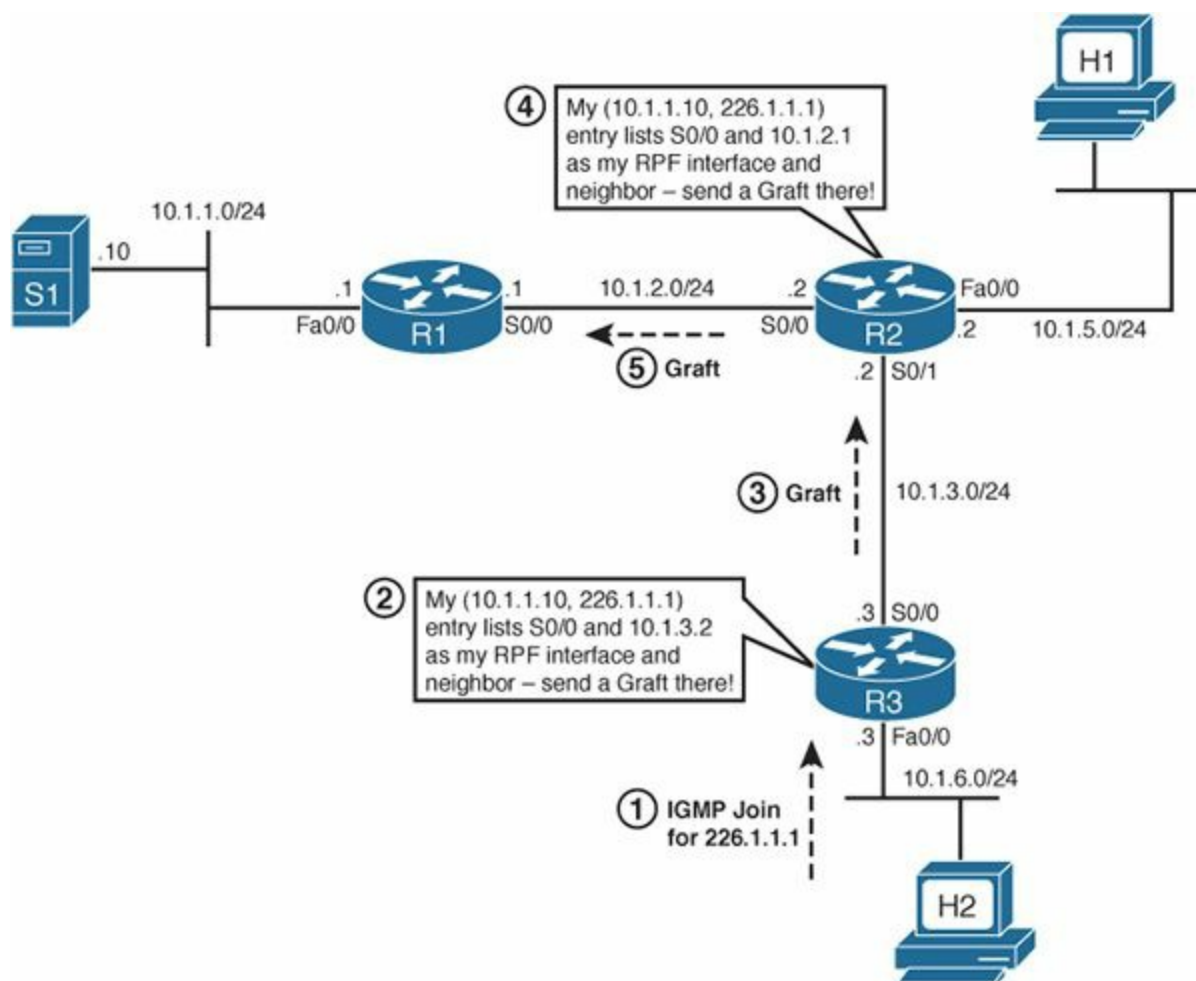 H1
4
My (10.1.1.10, 226.1.1.1)
entry lists S0/0 and 10.1.2.1
as my RPF interface and
neighbor – send a Graft there!
10.1.1.0/24
.10
S1
.1
Fa0/0
R1
.1
S0/0
10.1.2.0/24
.2
S0/0
R2
Fa0/0
.2
10.1.5.0/24
5 Graft
.2 S0/1
3 Graft
10.1.3.0/24
2
My (10.1.1.10, 226.1.1.1)
entry lists S0/0 and 10.1.3.2
as my RPF interface and
neighbor – send a Graft there!
.3 S0/0
R3
.3 Fa0/0
10.1.6.0/24
1 IGMP Join
for 226.1.1.1
H2